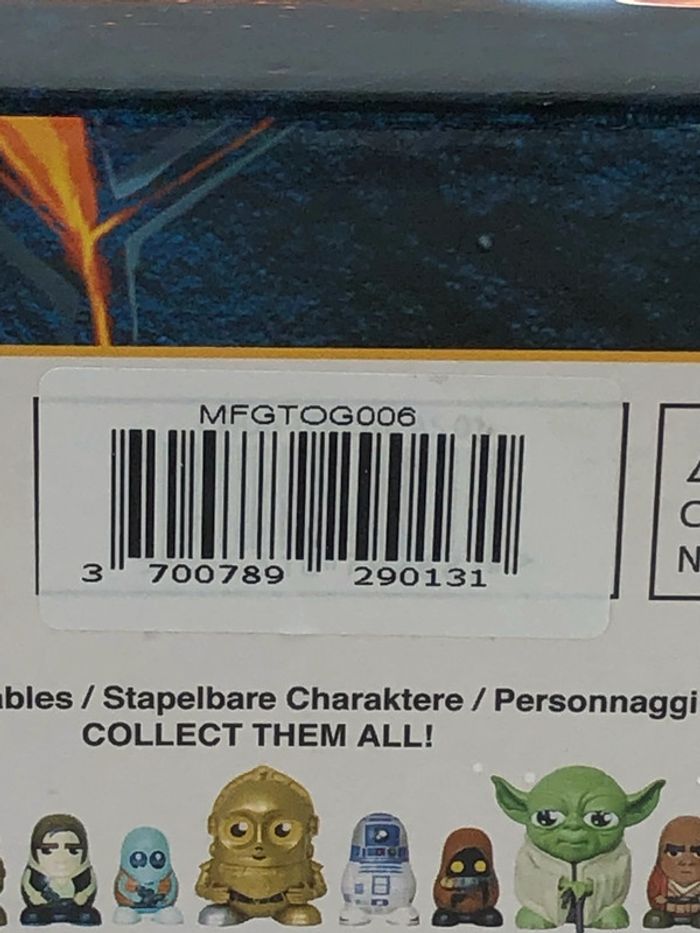 MFGTOG006
3 700789 290131
C
N
ables / Stapelbare Charaktere / Personnaggi
COLLECT THEM ALL!